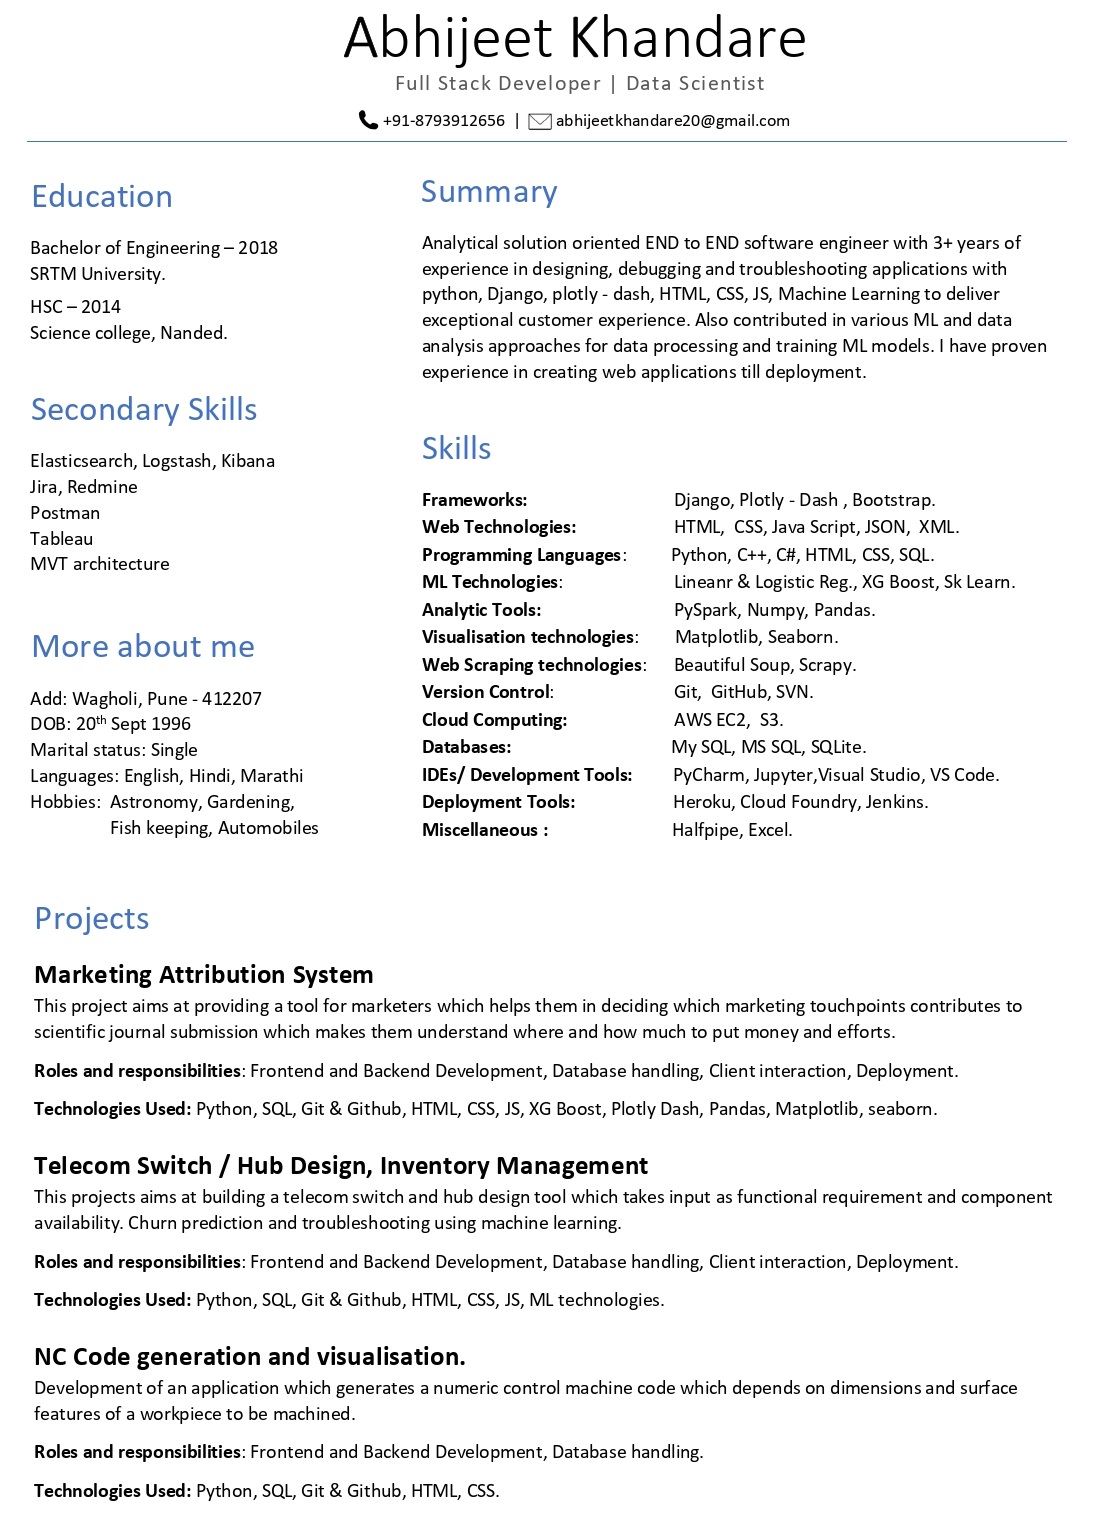 Abhijeet Khandare
Full Stack Developer | Data Scientist
+91-8793912656 | abhijeetkhandare20@gmail.com
Education
Bachelor of Engineering – 2018
SRTM University.
HSC – 2014
Science college, Nanded.
Secondary Skills
Elasticsearch, Logstash, Kibana
Jira, Redmine
Postman
Tableau
MVT architecture
More about me
Add: Wagholi, Pune - 412207
DOB: 20th Sept 1996
Marital status: Single
Languages: English, Hindi, Marathi
Hobbies: Astronomy, Gardening,
Fish keeping, Automobiles
Summary
Analytical solution oriented END to END software engineer with 3+ years of
experience in designing, debugging and troubleshooting applications with
python, Django, plotly - dash, HTML, CSS, JS, Machine Learning to deliver
exceptional customer experience. Also contributed in various ML and data
analysis approaches for data processing and training ML models. I have proven
experience in creating web applications till deployment.
Skills
Frameworks: Django, Plotly - Dash , Bootstrap.
Web Technologies: HTML, CSS, Java Script, JSON, XML.
Programming Languages: Python, C++, C#, HTML, CSS, SQL.
ML Technologies: Lineanr & Logistic Reg., XG Boost, Sk Learn.
Analytic Tools: PySpark, Numpy, Pandas.
Visualisation technologies: Matplotlib, Seaborn.
Web Scraping technologies: Beautiful Soup, Scrapy.
Version Control: Git, GitHub, SVN.
Cloud Computing: AWS EC2, S3.
Databases: My SQL, MS SQL, SQLite.
IDEs/ Development Tools: PyCharm, Jupyter,Visual Studio, VS Code.
Deployment Tools: Heroku, Cloud Foundry, Jenkins.
Miscellaneous : Halfpipe, Excel.
Projects
Marketing Attribution System
This project aims at providing a tool for marketers which helps them in deciding which marketing touchpoints contributes to
scientific journal submission which makes them understand where and how much to put money and efforts.
Roles and responsibilities: Frontend and Backend Development, Database handling, Client interaction, Deployment.
Technologies Used: Python, SQL, Git & Github, HTML, CSS, JS, XG Boost, Plotly Dash, Pandas, Matplotlib, seaborn.
Telecom Switch / Hub Design, Inventory Management
This projects aims at building a telecom switch and hub design tool which takes input as functional requirement and component
availability. Churn prediction and troubleshooting using machine learning.
Roles and responsibilities: Frontend and Backend Development, Database handling, Client interaction, Deployment.
Technologies Used: Python, SQL, Git & Github, HTML, CSS, JS, ML technologies.
NC Code generation and visualisation.
Development of an application which generates a numeric control machine code which depends on dimensions and surface
features of a workpiece to be machined.
Roles and responsibilities: Frontend and Backend Development, Database handling.
Technologies Used: Python, SQL, Git & Github, HTML, CSS.